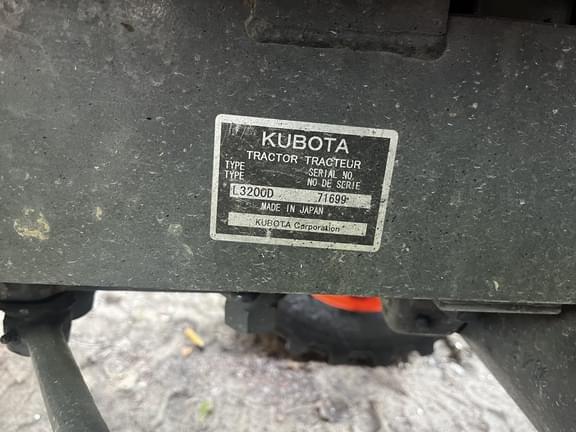 KUBOTA
TRACTOR TRACTEUR
TYPE SERIAL NO.
TYPE NO DE SERIE
L3200D 71699*
MADE IN JAPAN
KUBOTA Corporation